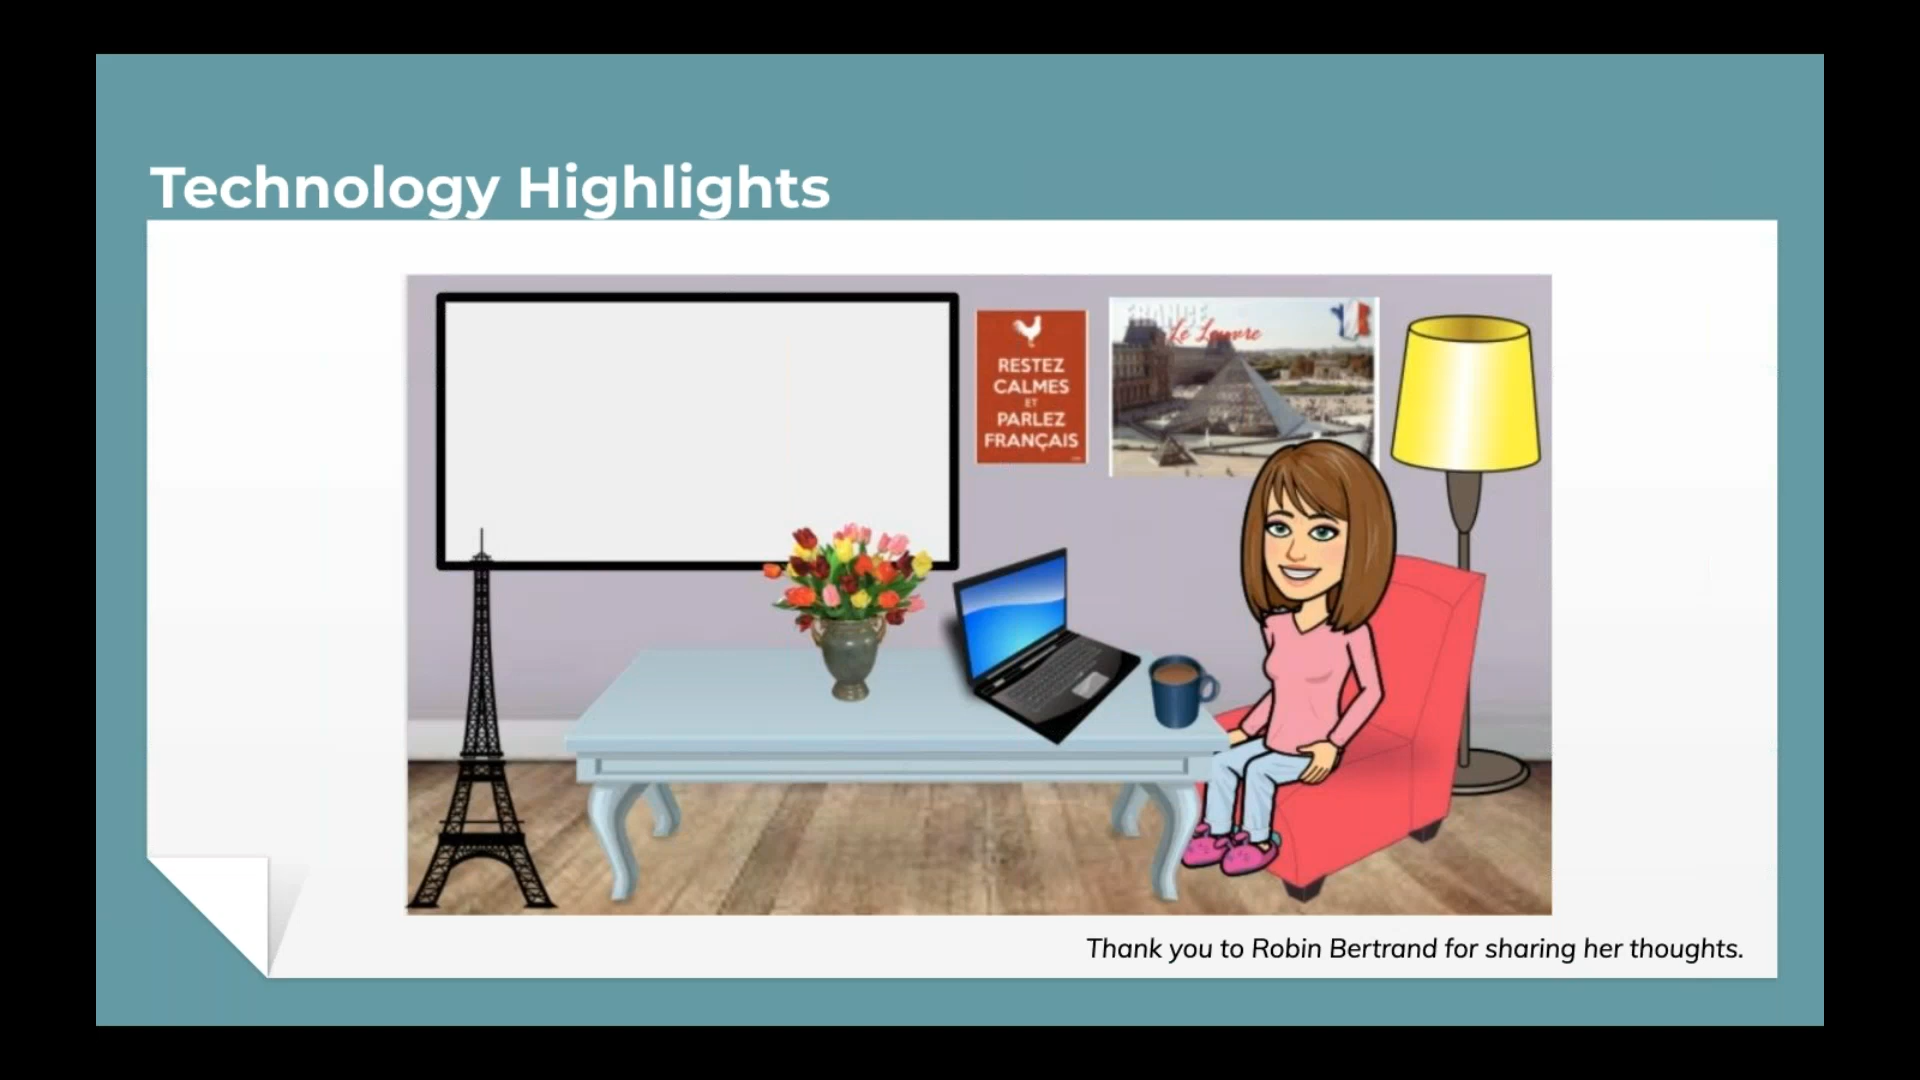 Technology Highlights
RESTEZ
CALMES
ET
PARLEZ
FRANÇAIS
FRANCE
Le Louvre
Thank you to Robin Bertrand for sharing her thoughts.